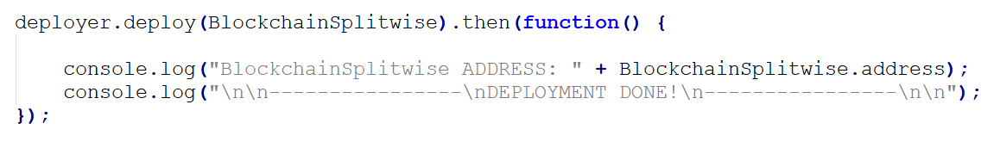 deployer.deploy(BlockchainSplitwise).then(function() {
console.log("BlockchainSplitwise ADDRESS: " + BlockchainSplitwise.address);
console.log("\n\n----------------\nDEPLOYMENT DONE!\n----------------\n\n");
});